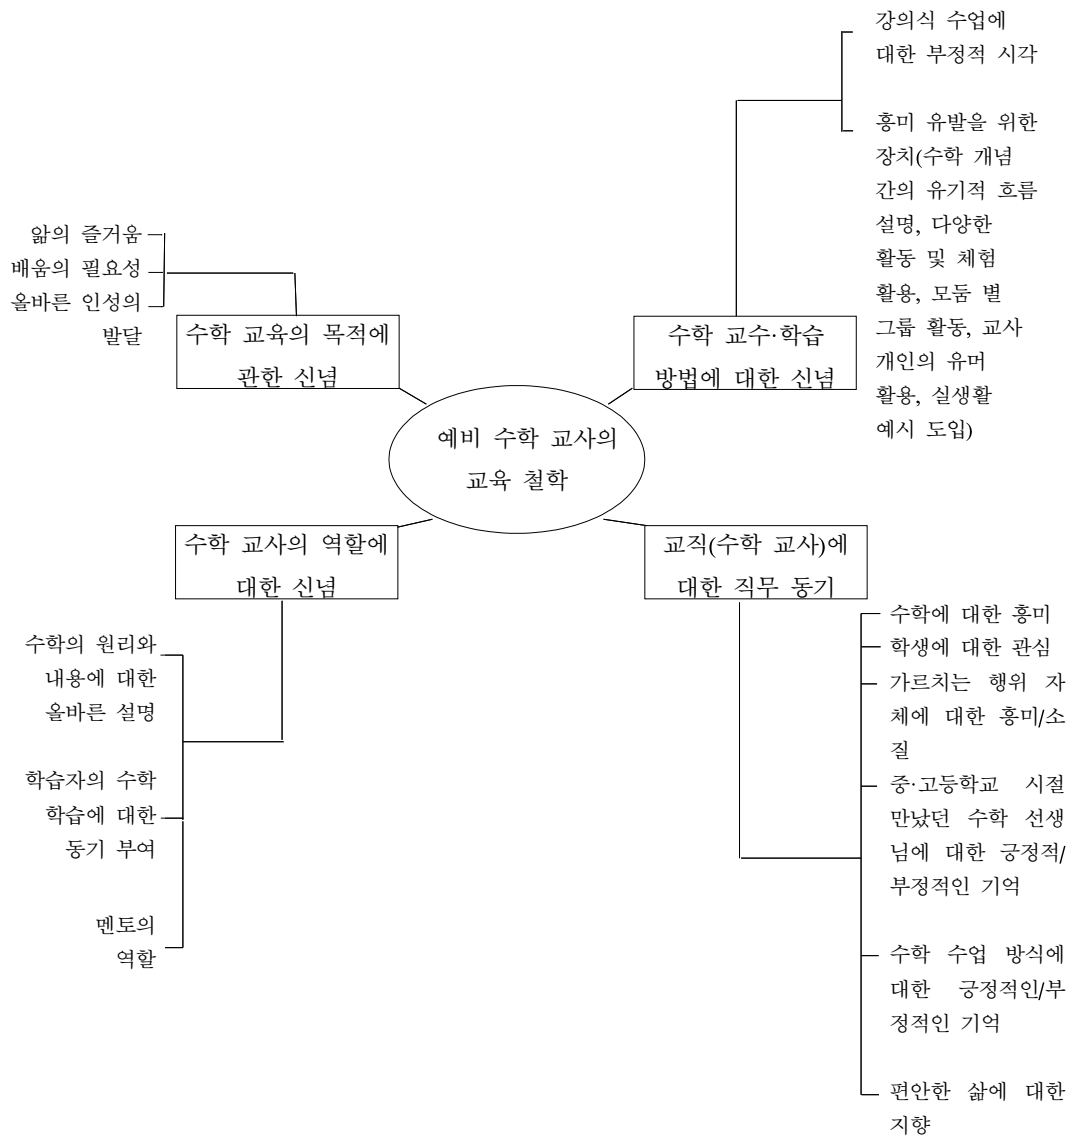 강의식 수업에
대한 부정적 시각
흥미 유발을 위한
장치(수학 개념
간의 유기적 흐름
설명, 다양한
활동 및 체험
활용, 모둠 별
그룹 활동, 교사
개인의 유머
활용, 실생활
예시 도입)
앎의 즐거움
배움의 필요성
올바른 인성의
발달
수학 교육의 목적에
관한 신념
수학 교수·학습
방법에 대한 신념
예비 수학 교사의
교육 철학
수학 교사의 역할에
대한 신념
교직(수학 교사)에
대한 직무 동기
수학의 원리와
내용에 대한
올바른 설명
학습자의 수학
학습에 대한
동기 부여
멘토의
역할
수학에 대한 흥미
학생에 대한 관심
가르치는 행위 자
체에 대한 흥미/소
질
중·고등학교 시절
만났던 수학 선생
님에 대한 긍정적/
부정적인 기억
수학 수업 방식에
대한 긍정적인/부
정적인 기억
편안한 삶에 대한
지향